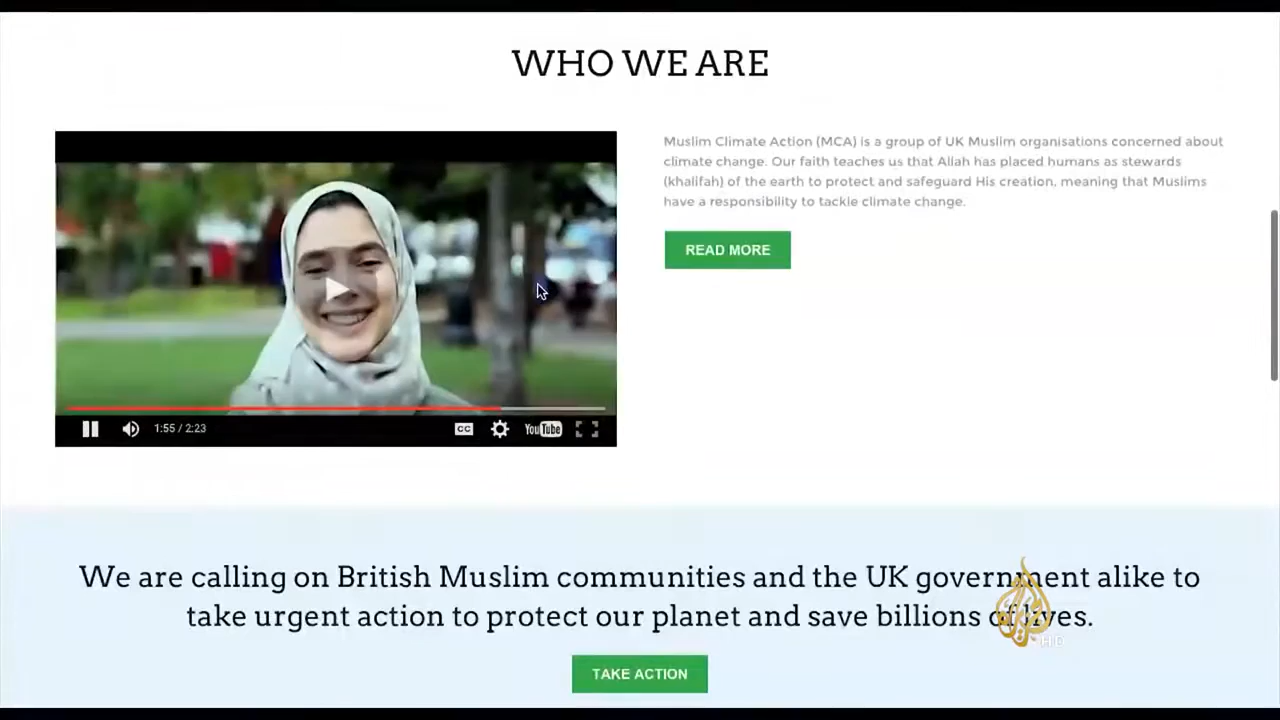 WHO WE ARE
Muslim Climate Action (MCA) is a group of UK Muslim organisations concerned about
climate change. Our faith teaches us that Allah has placed humans as stewards
(khalifah) of the earth to protect and safeguard His creation, meaning that Muslims
have a responsibility to tackle climate change.
READ MORE
1:55 / 2:23
CC
YouTube
We are calling on British Muslim communities and the UK government alike to
take urgent action to protect our planet and save billions of lives.
HD
TAKE ACTION